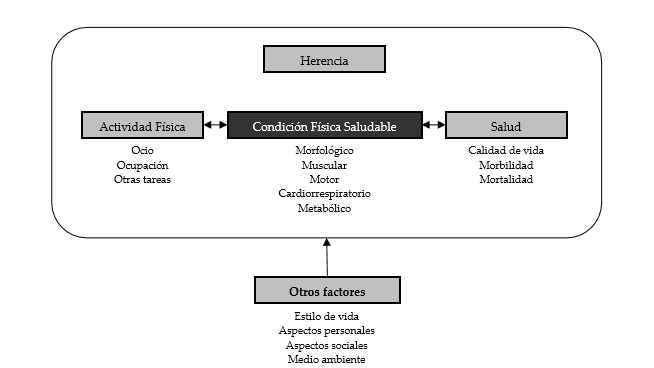 Herencia
Actividad Física
Condición Física Saludable
Salud
Ocio
Ocupación
Otras tareas
Morfológico
Muscular
Motor
Cardiorrespiratorio
Metabólico
Calidad de vida
Morbilidad
Mortalidad
Otros factores
Estilo de vida
Aspectos personales
Aspectos sociales
Medio ambiente